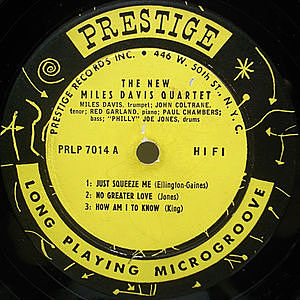 PRESTIGE
PRESTIGE RECORDS INC. • 446 W. 50th ST., N.Y.C.
THE NEW
MILES DAVIS QUARTET
MILES DAVIS, trumpet; JOHN COLTRANE,
tenor; RED GARLAND, piano; PAUL CHAMBERS;
bass; "PHILLY" JOE JONES, drums
PRLP 7014 A HI FI
1: JUST SQUEEZE ME (Ellington-Gaines)
2: NO GREATER LOVE (Jones)
3: HOW AM I TO KNOW (King)
LONG PLAYING MICROGROOVE